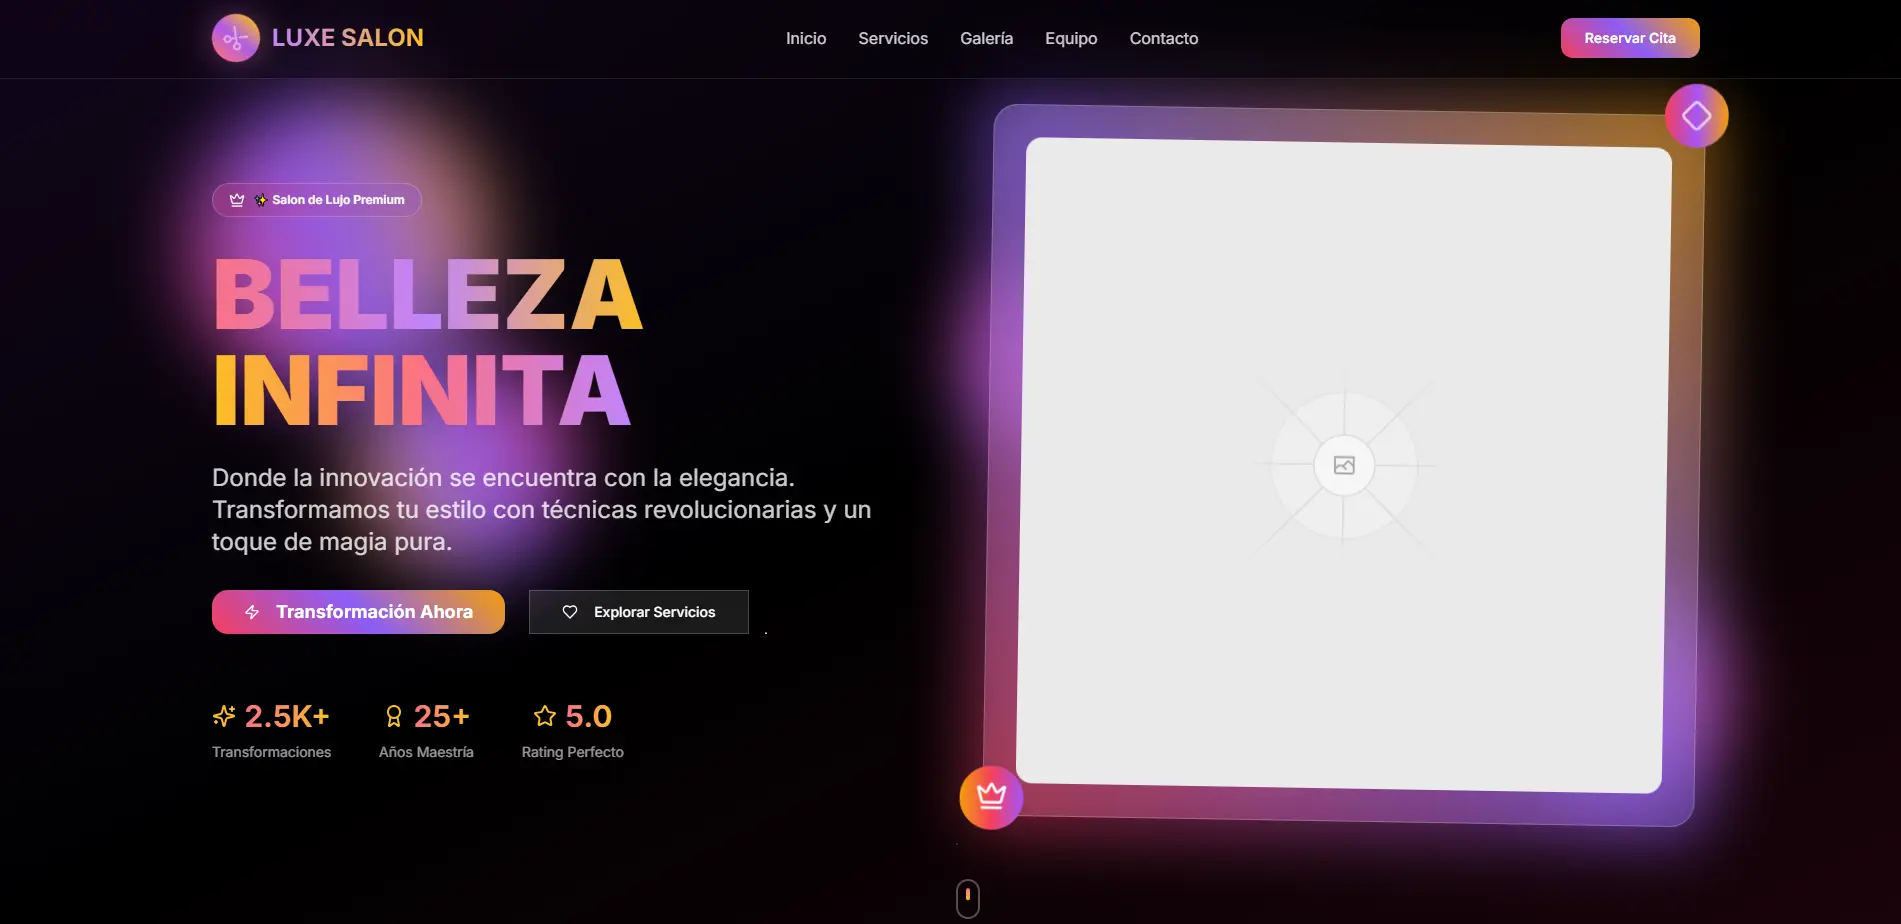 LUXE SALON
Inicio
Servicios
Galería
Equipo
Contacto
Reservar Cita
✨ Salon de Lujo Premium
BELLEZA
INFINITA
Donde la innovación se encuentra con la elegancia.
Transformamos tu estilo con técnicas revolucionarias y un
toque de magia pura.
Transformación Ahora
Explorar Servicios
2.5K+
Transformaciones
25+
Años Maestría
5.0
Rating Perfecto